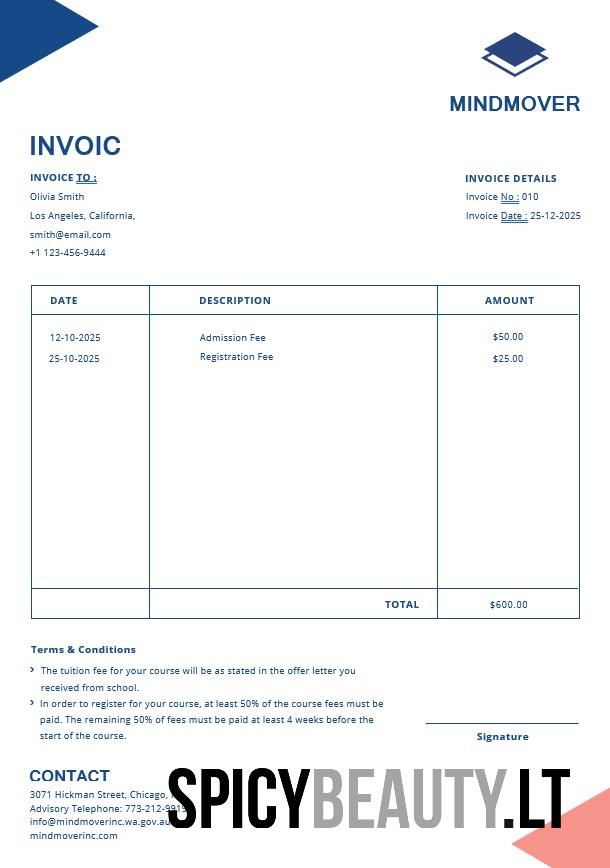 MINDMOVER
INVOIC
INVOICE TO :
Olivia Smith
Los Angeles, California,
smith@email.com
+1 123-456-9444
INVOICE DETAILS
Invoice No : 010
Invoice Date : 25-12-2025
DATE DESCRIPTION AMOUNT
12-10-2025 Admission Fee $50.00
25-10-2025 Registration Fee $25.00
TOTAL $600.00
Terms & Conditions
› The tuition fee for your course will be as stated in the offer letter you
received from school.
› In order to register for your course, at least 50% of the course fees must be
paid. The remaining 50% of fees must be paid at least 4 weeks before the
start of the course.
Signature
CONTACT
3071 Hickman Street, Chicago,
Advisory Telephone: 773-212-9919
info@mindmoverinc.wa.gov.au
mindmoverinc.com
SPICYBEAUTY.LT